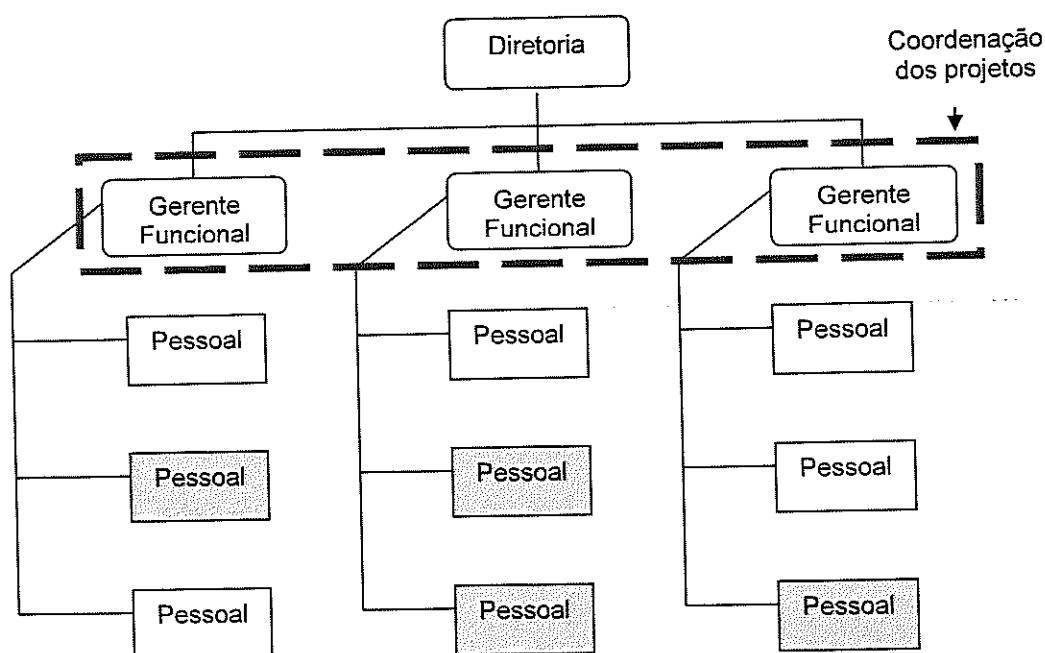 Diretoria
Coordenação
dos projetos
Gerente
Funcional
Gerente
Funcional
Gerente
Funcional
Pessoal
Pessoal
Pessoal
Pessoal
Pessoal
Pessoal
Pessoal
Pessoal
Pessoal